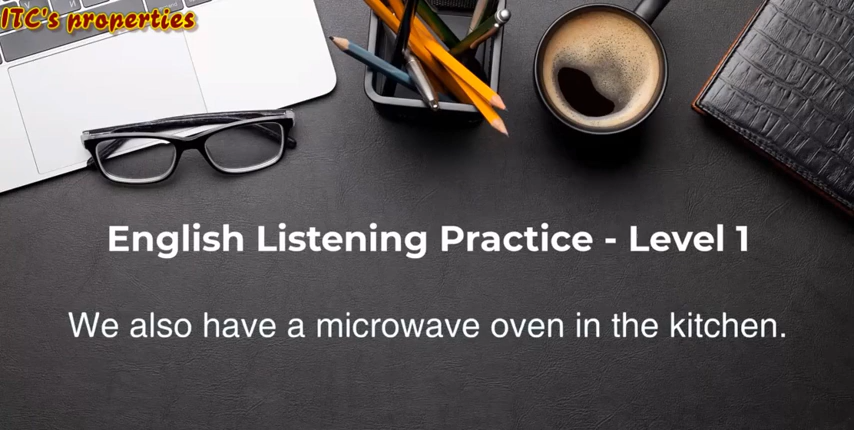 ITC's properties
English Listening Practice - Level 1
We also have a microwave oven in the kitchen.